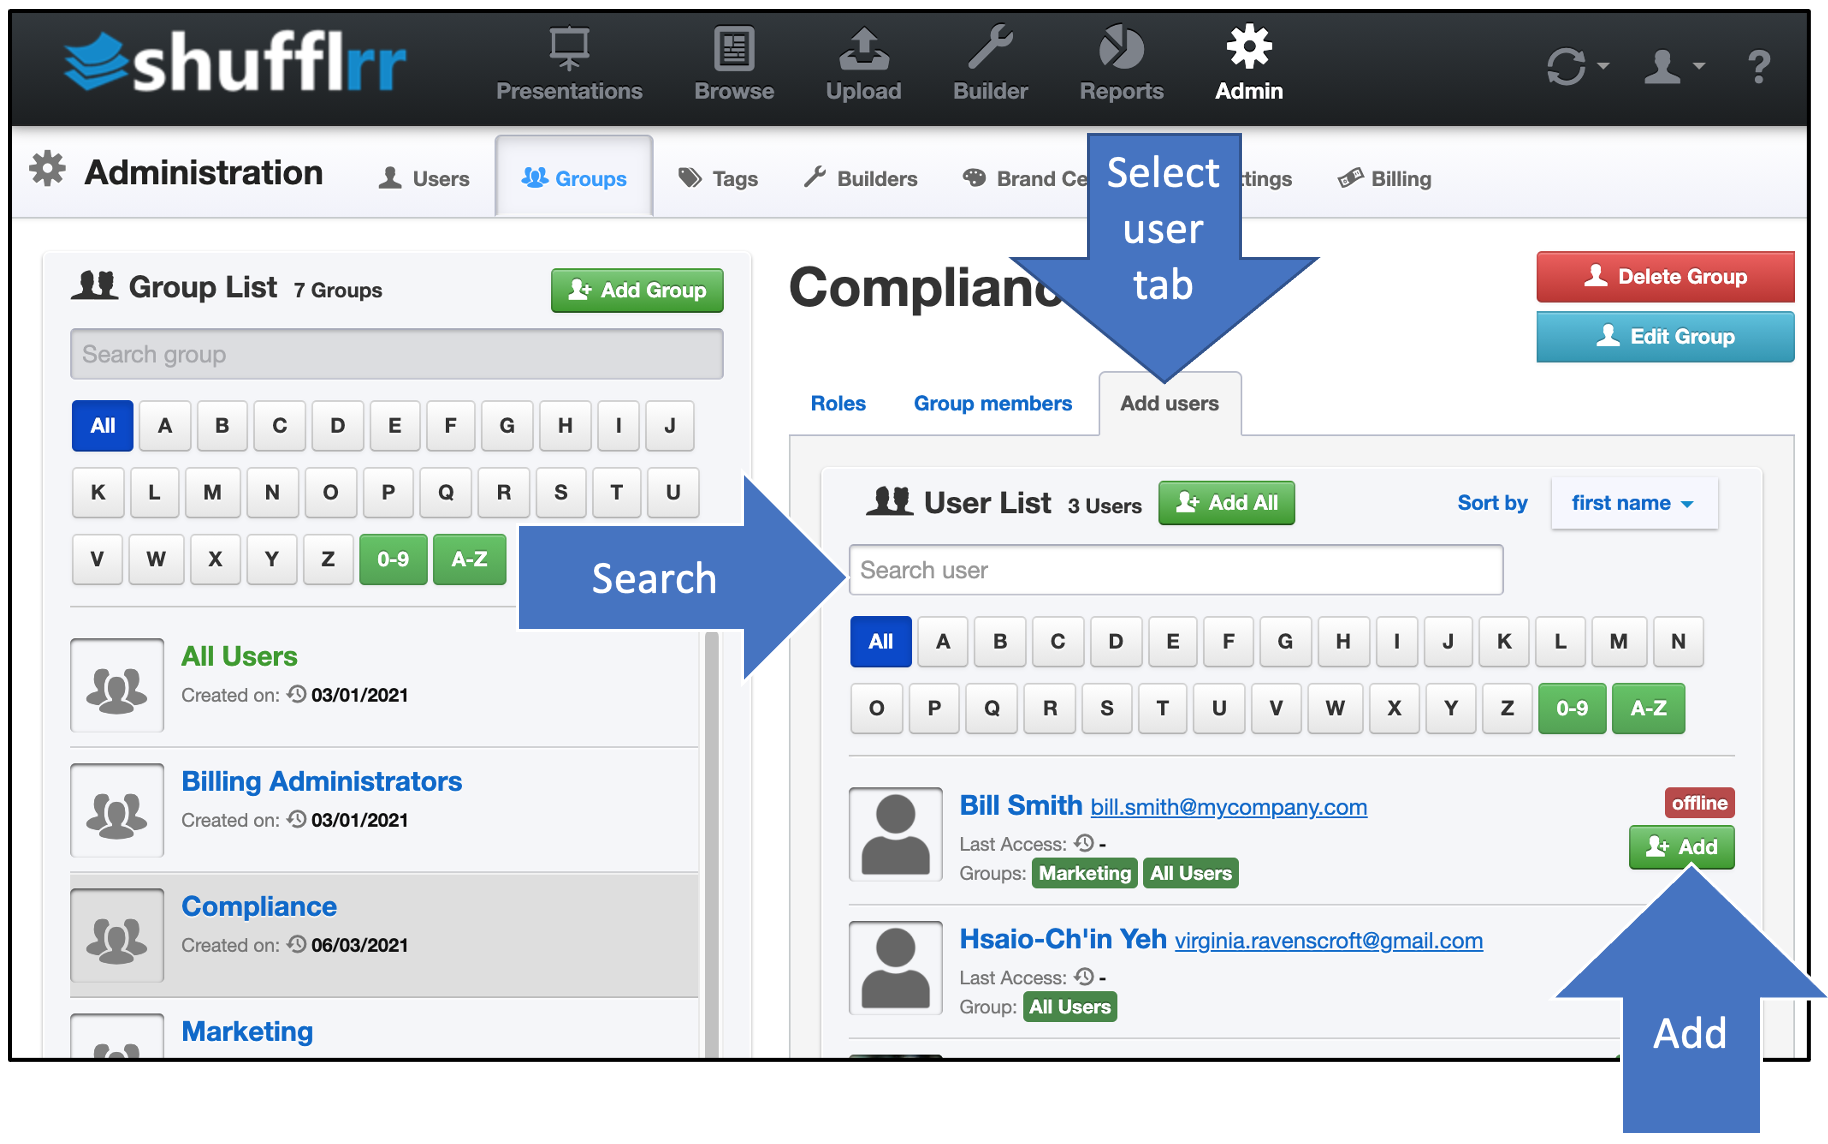 shufflrr
Presentations
Browse
Upload
Builder
Reports
Admin
?
Administration
Users
Groups
Tags
Builders
Brand Ce
tings
Billing
Select
user
tab
Group List 7 Groups
Add Group
Search group
All A B C D E F G H I J
K L M N O P Q R S T U
V W X Y Z 0-9 A-Z
All Users
Created on: 03/01/2021
Billing Administrators
Created on: 03/01/2021
Compliance
Created on: 06/03/2021
Marketing
Complianc
Delete Group
Edit Group
Roles
Group members
Add users
Search
User List 3 Users
Add All
Sort by
first name
Search user
All A B C D E F G H I J K L M N
O P Q R S T U V W X Y Z 0-9 A-Z
Bill Smith bill.smith@mycompany.com
offline
Last Access: -
Add
Groups: Marketing All Users
Hsaio-Ch'in Yeh virginia.ravenscroft@gmail.com
Last Access: -
Group: All Users
Add